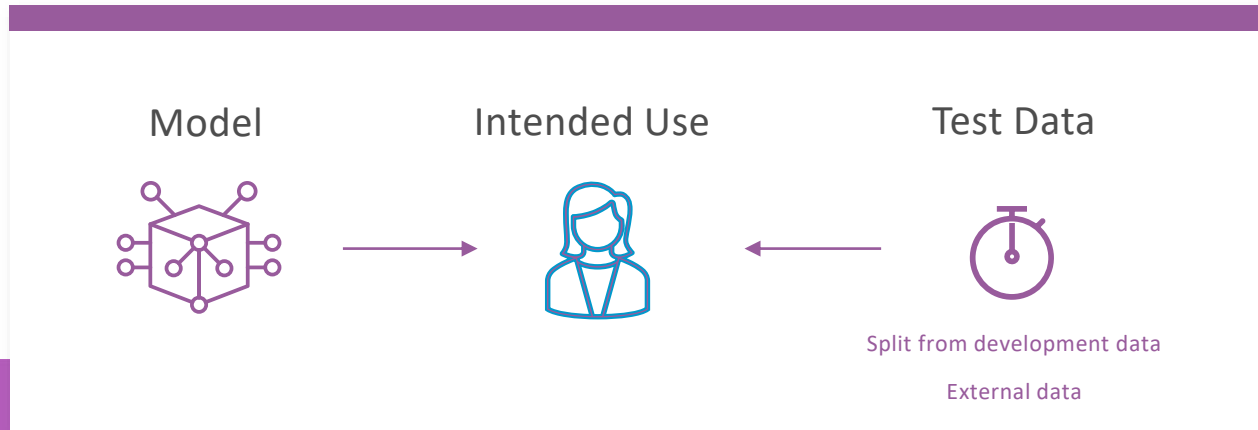 Model
Intended Use
Test Data
Split from development data
External data